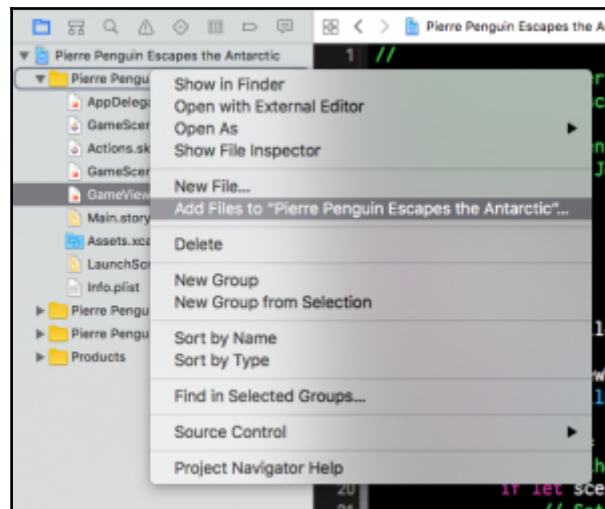 Pierre Penguin Escapes the A
Pierre Penguin Escapes the Antarctic
1 //
Pierre Pengu
AppDeleg
GameScen
Actions.sk
GameScen
GameView
Main.story
Assets.xca
LaunchScr
Info.plist
Pierre Pengu
Pierre Pengu
Products
Show in Finder
Open with External Editor
Open As
Show File Inspector
New File...
Add Files to "Pierre Penguin Escapes the Antarctic"...
Delete
New Group
New Group from Selection
Sort by Name
Sort by Type
Find in Selected Groups...
Source Control
Project Navigator Help
20 if let sce